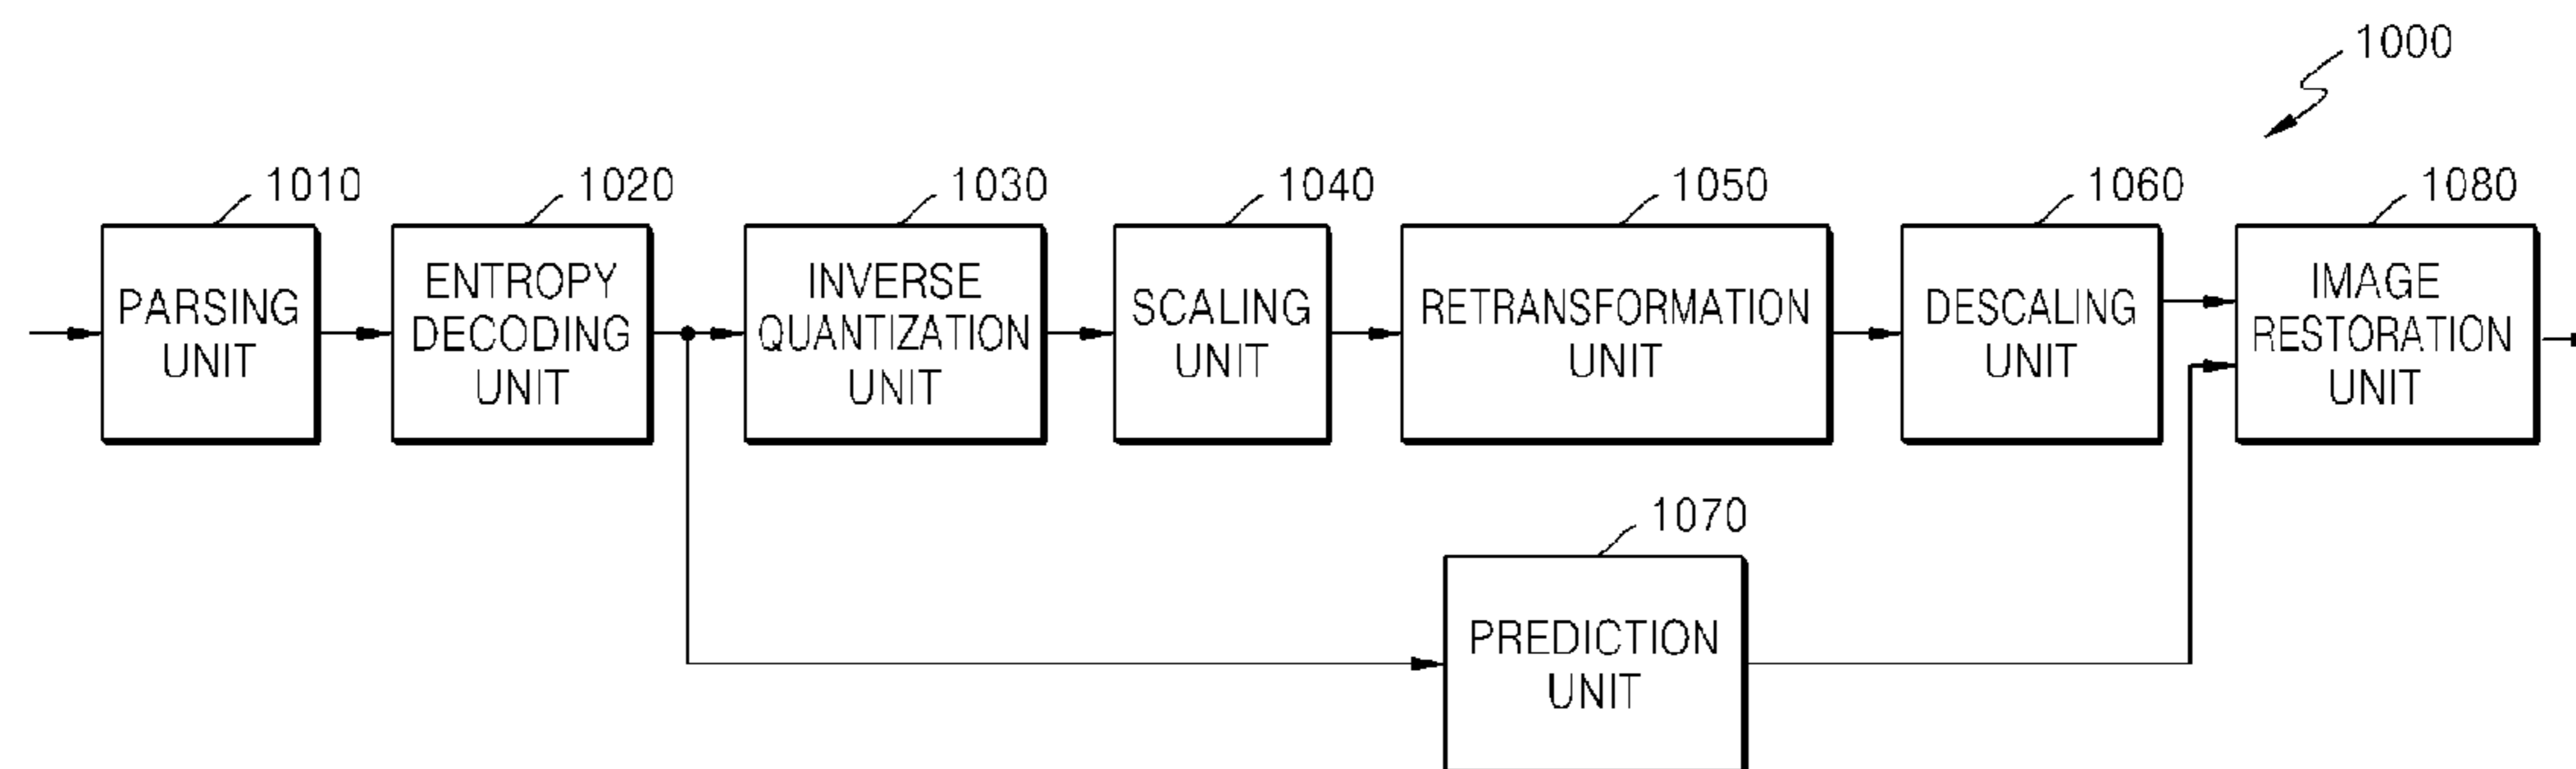 1000
1010
1020
1030
1040
1050
1060
1080
PARSING
UNIT
ENTROPY
DECODING
UNIT
INVERSE
QUANTIZATION
UNIT
SCALING
UNIT
RETRANSFORMATION
UNIT
DESCALING
UNIT
IMAGE
RESTORATION
UNIT
1070
PREDICTION
UNIT